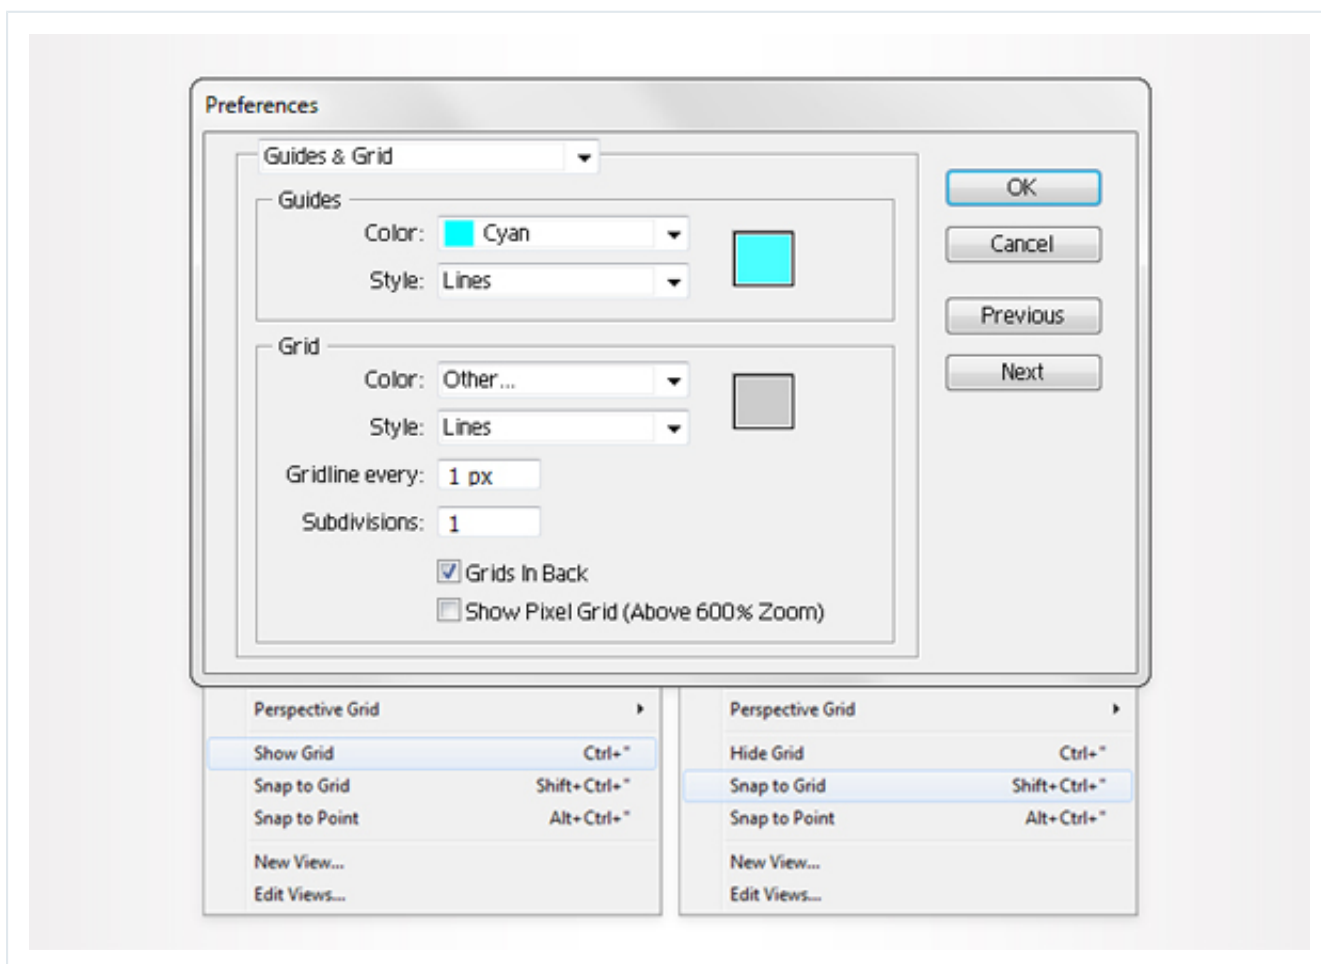 Preferences
Guides & Grid
OK
Guides
Color: Cyan
Cancel
Style: Lines
Previous
Grid
Next
Color: Other...
Style: Lines
Gridline every: 1 px
Subdivisions: 1
Grids In Back
Show Pixel Grid (Above 600% Zoom)
Perspective Grid
Show Grid Ctrl+"
Snap to Grid Shift+Ctrl+"
Snap to Point Alt+Ctrl+"
New View...
Edit Views...
Perspective Grid
Hide Grid Ctrl+"
Snap to Grid Shift+Ctrl+"
Snap to Point Alt+Ctrl+"
New View...
Edit Views...